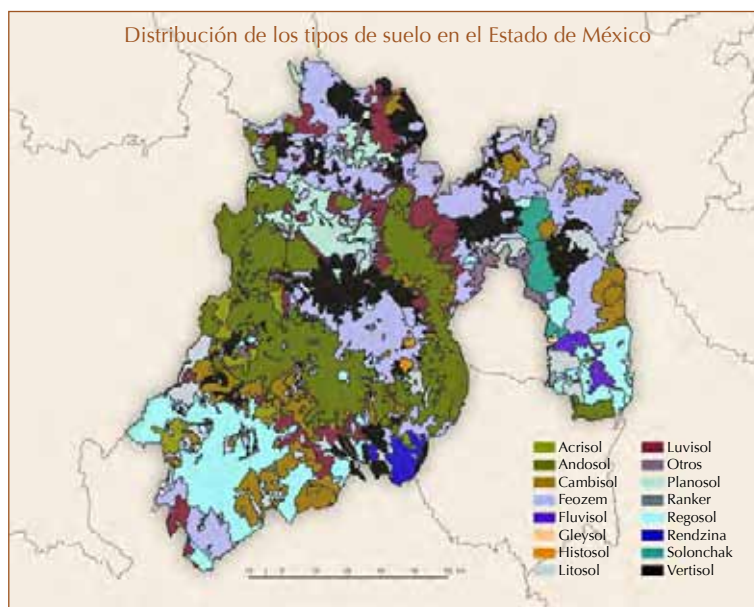 Distribución de los tipos de suelo en el Estado de México
Acrisol
Andosol
Cambisol
Feozem
Fluvisol
Gleysol
Histosol
Litosol
Luvisol
Otros
Planosol
Ranker
Regosol
Rendzina
Solonchak
Vertisol